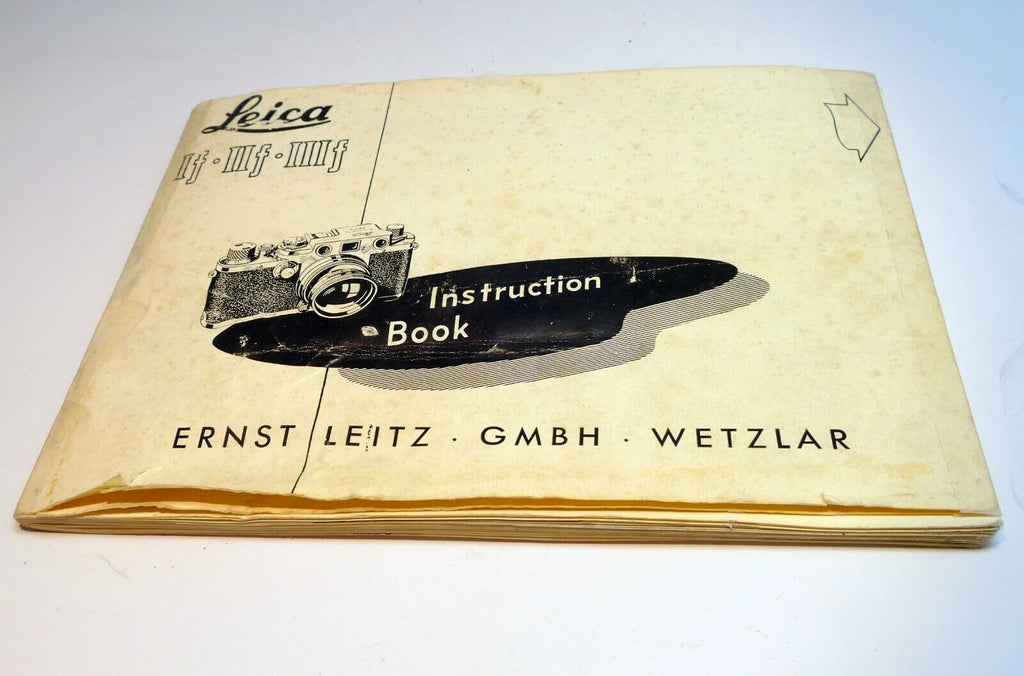 Leica
If · IIf · IIIf
Instruction
Book
ERNST LEITZ · GMBH · WETZLAR